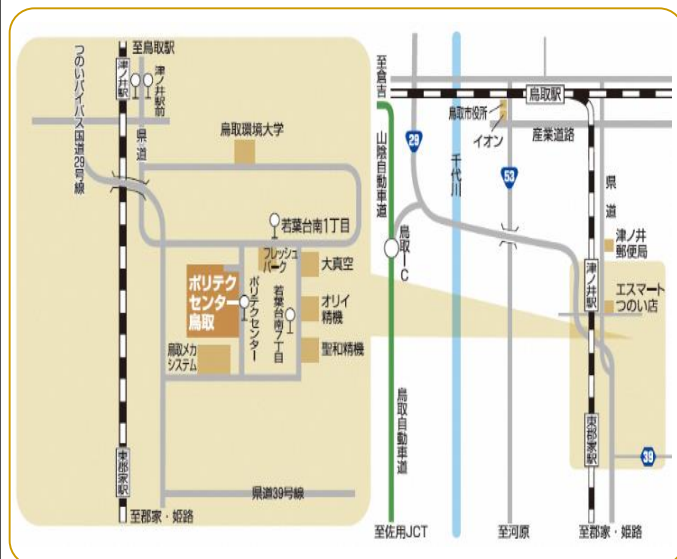 至鳥取駅
津ノ井駅
津ノ井駅前
つのいバイパス国道29号線
県道
鳥取環境大学
若葉台南1丁目
フレッシュ
パーク
大真空
ポリテク
センター
鳥取
ポリテクセンター
若葉台南7丁目
オリイ
精機
聖和精機
鳥取メカ
システム
東郡家駅
県道39号線
至郡家・姫路
至倉吉
山陰自動車道
鳥取駅
鳥取市役所
イオン
産業道路
29
千代川
53
県道
鳥取IC
津ノ井
郵便局
津ノ井駅
エスマート
つのい店
鳥取自動車道
東郡家駅
39
至佐用JCT
至河原
至郡家・姫路